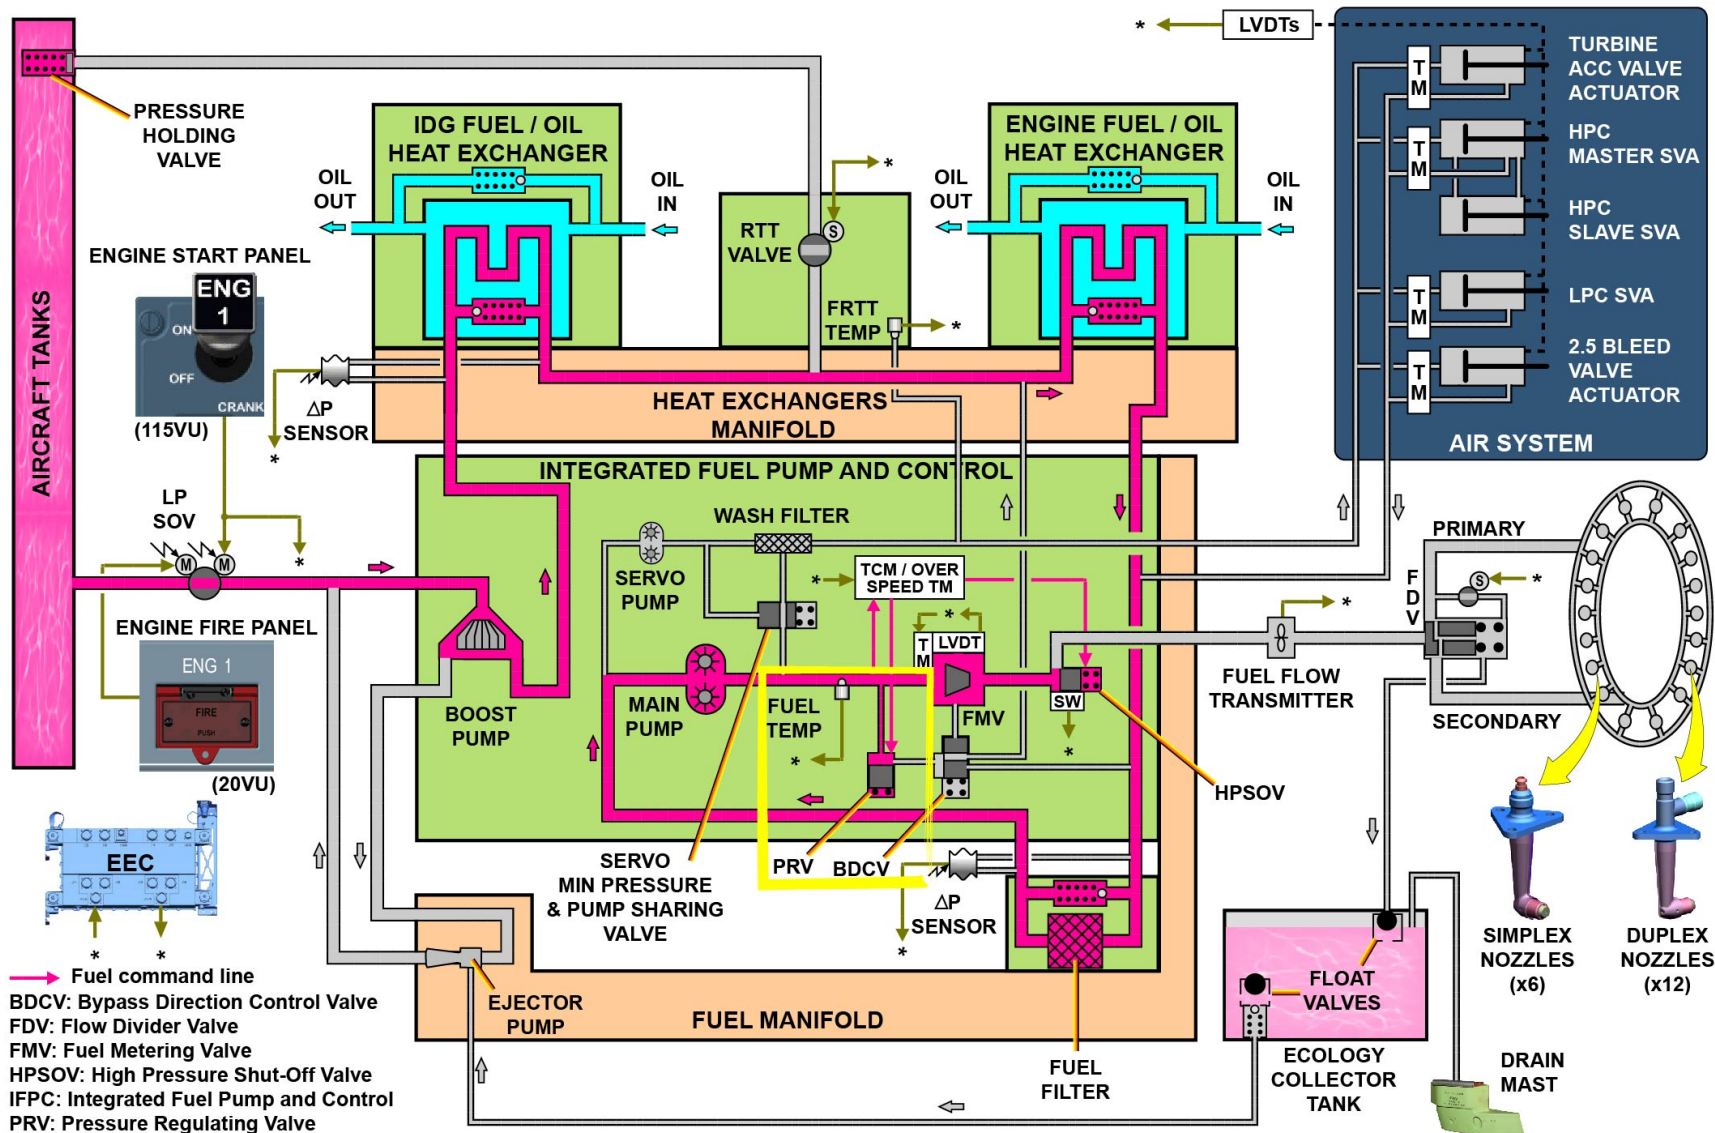 *
LVDTs
PRESSURE
HOLDING
VALVE
IDG FUEL / OIL
HEAT EXCHANGER
ENGINE FUEL / OIL
HEAT EXCHANGER
OIL
OUT
OIL
IN
RTT
VALVE
S
*
FRTT
TEMP
*
OIL
OUT
OIL
IN
TM
TURBINE
ACC VALVE
ACTUATOR
TM
HPC
MASTER SVA
HPC
SLAVE SVA
TM
LPC SVA
TM
2.5 BLEED
VALVE
ACTUATOR
AIR SYSTEM
AIRCRAFT TANKS
ENGINE START PANEL
ENG
1
ON
OFF
CRANK
(115VU)
ΔP
SENSOR
*
HEAT EXCHANGERS
MANIFOLD
LP
SOV
M
M
*
ENGINE FIRE PANEL
ENG 1
FIRE
PUSH
(20VU)
INTEGRATED FUEL PUMP AND CONTROL
WASH FILTER
SERVO
PUMP
*
TCM / OVER
SPEED TM
*
TM
LVDT
BOOST
PUMP
MAIN
PUMP
FUEL
TEMP
*
FMV
SW
*
HPSOV
PRV
BDCV
SERVO
MIN PRESSURE
& PUMP SHARING
VALVE
ΔP
SENSOR
*
*
FUEL FLOW
TRANSMITTER
PRIMARY
FDV
S
*
SECONDARY
SIMPLEX
NOZZLES
(x6)
DUPLEX
NOZZLES
(x12)
EEC
*
*
EJECTOR
PUMP
FUEL MANIFOLD
FUEL
FILTER
FLOAT
VALVES
ECOLOGY
COLLECTOR
TANK
DRAIN
MAST
Fuel command line
BDCV: Bypass Direction Control Valve
FDV: Flow Divider Valve
FMV: Fuel Metering Valve
HPSOV: High Pressure Shut-Off Valve
IFPC: Integrated Fuel Pump and Control
PRV: Pressure Regulating Valve